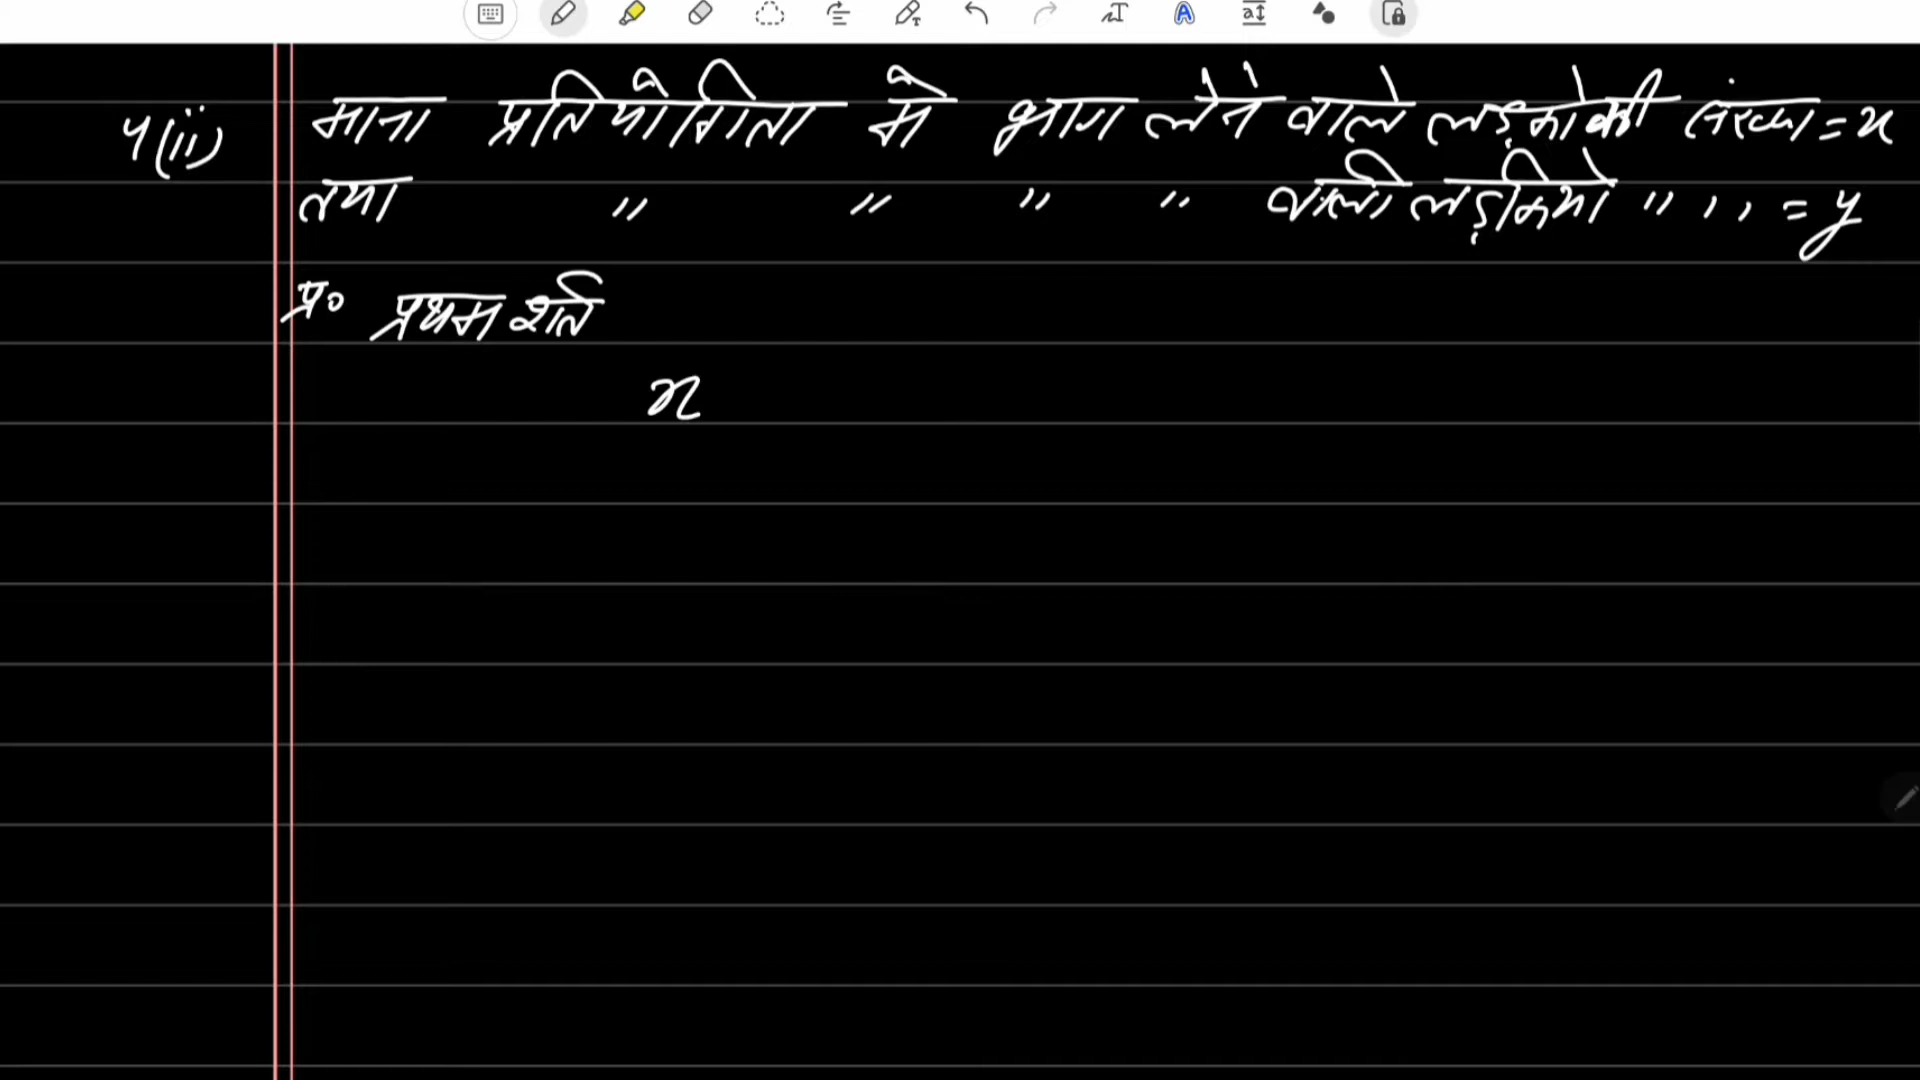 4(ii) माना प्रतियोगिता मे भाग लेने वाले लड़को की संख्या = x
तथा " " " " वाली लड़कियो " " = y
प्र० प्रथम शर्त
x